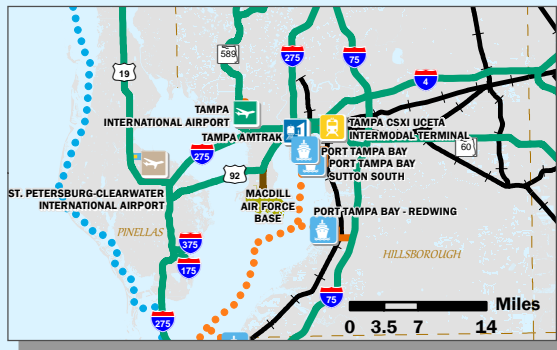 589
275
75
4
19
TAMPA
INTERNATIONAL AIRPORT
TAMPA CSXI UCETA
INTERMODAL TERMINAL
TAMPA AMTRAK
60
275
PORT TAMPA BAY
PORT TAMPA BAY
SUTTON SOUTH
92
ST. PETERSBURG-CLEARWATER
INTERNATIONAL AIRPORT
MACDILL
AIR FORCE
BASE
PORT TAMPA BAY - REDWING
PINELLAS
375
HILLSBOROUGH
175
75
275
Miles
0 3.5 7 14